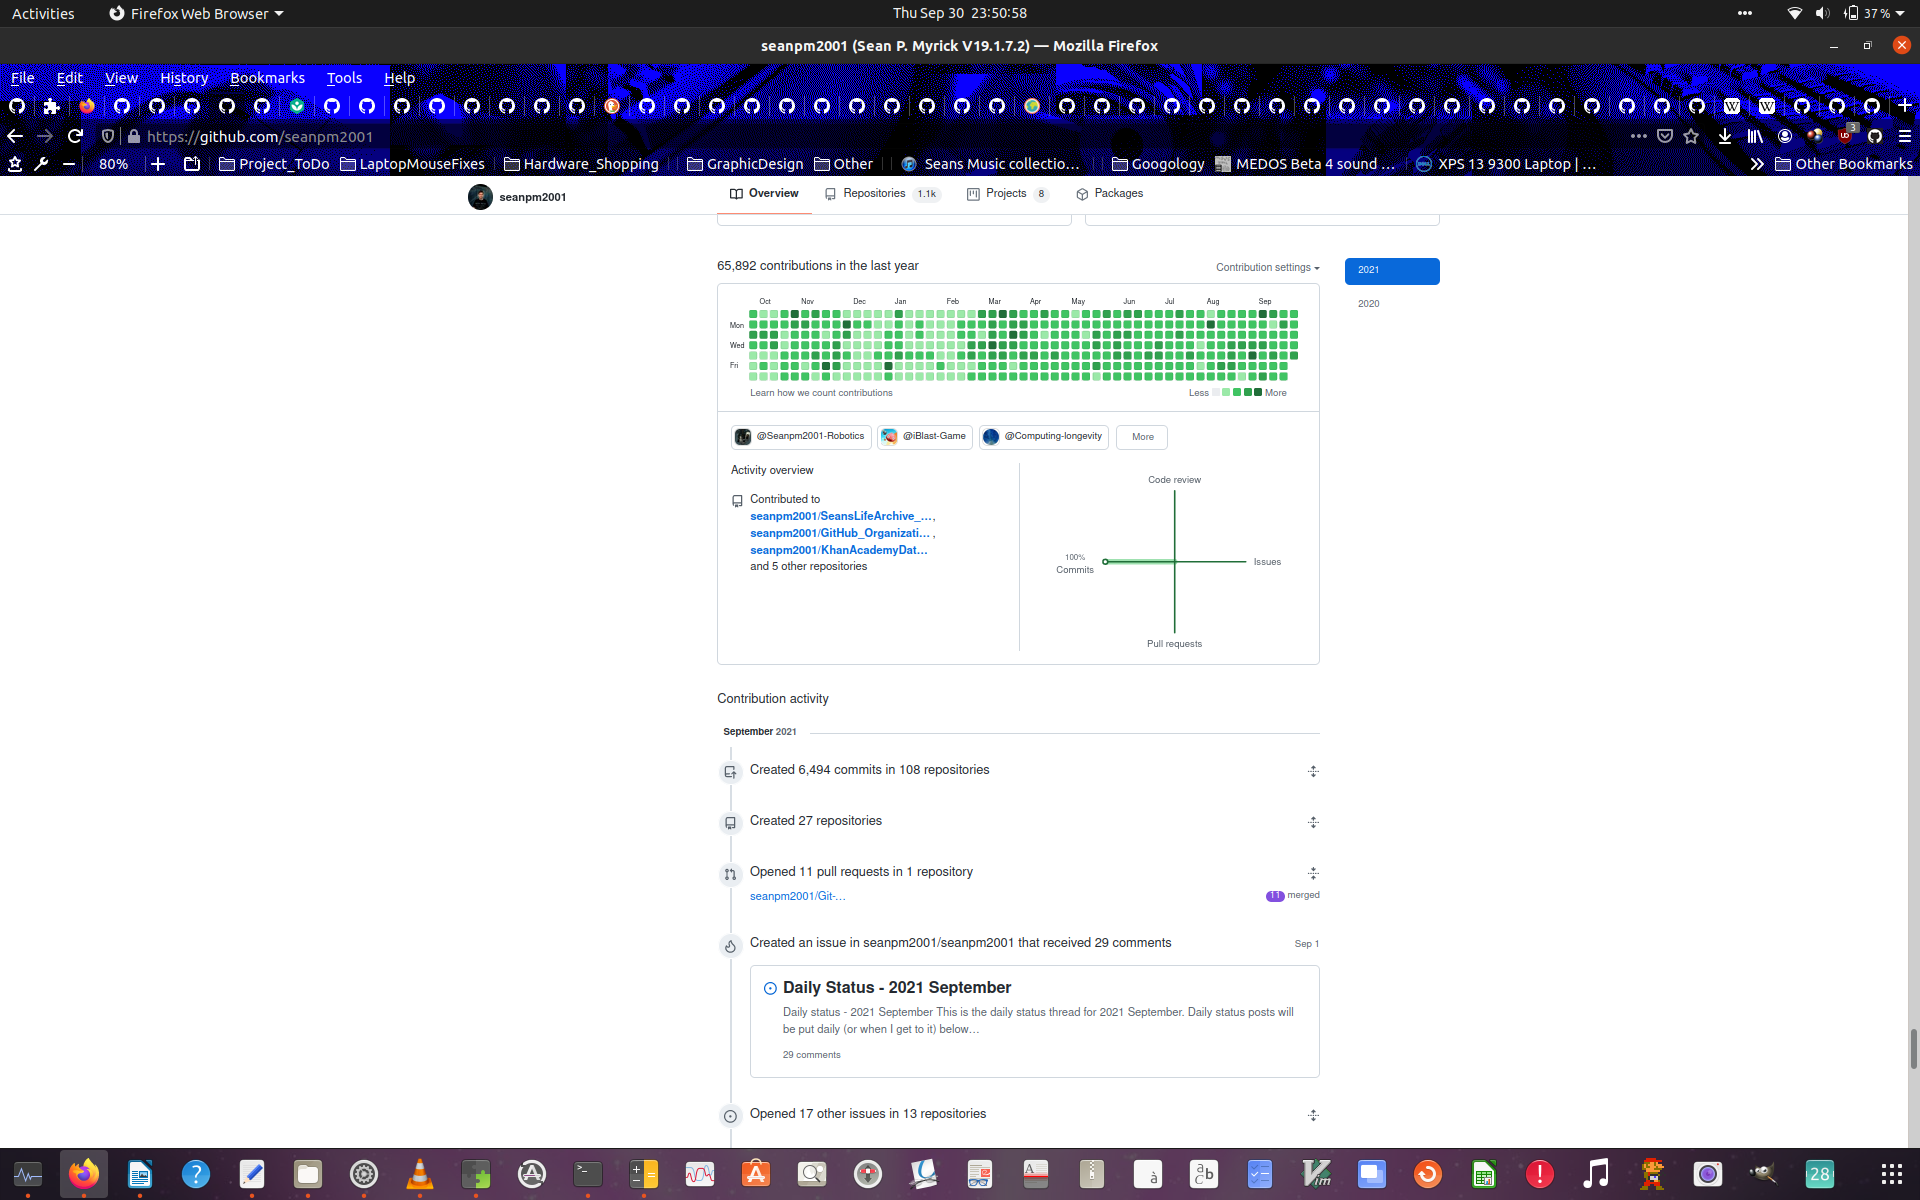 Activities Firefox Web Browser Thu Sep 30 23:50:58 37 %
seanpm2001 (Sean P. Myrick V19.1.7.2) — Mozilla Firefox
File Edit View History Bookmarks Tools Help
https://github.com/seanpm2001 3
80% Project_ToDo LaptopMouseFixes Hardware_Shopping GraphicDesign Other Seans Music collectio… Googology MEDOS Beta 4 sound … XPS 13 9300 Laptop | … Other Bookmarks
seanpm2001 Overview Repositories 1.1k Projects 8 Packages
65,892 contributions in the last year Contribution settings 2021
2020
Oct Nov Dec Jan Feb Mar Apr May Jun Jul Aug Sep
Mon
Wed
Fri
Learn how we count contributions Less More
@Seanpm2001-Robotics @iBlast-Game @Computing-longevity More
Activity overview
Contributed to
seanpm2001/SeansLifeArchive_…,
seanpm2001/GitHub_Organizati… ,
seanpm2001/KhanAcademyDat…
and 5 other repositories
Code review
100%
Commits
Issues
Pull requests
Contribution activity
September 2021
Created 6,494 commits in 108 repositories
Created 27 repositories
Opened 11 pull requests in 1 repository
seanpm2001/Git-… 11 merged
Created an issue in seanpm2001/seanpm2001 that received 29 comments Sep 1
Daily Status - 2021 September
Daily status - 2021 September This is the daily status thread for 2021 September. Daily status posts will
be put daily (or when I get to it) below…
29 comments
Opened 17 other issues in 13 repositories
28